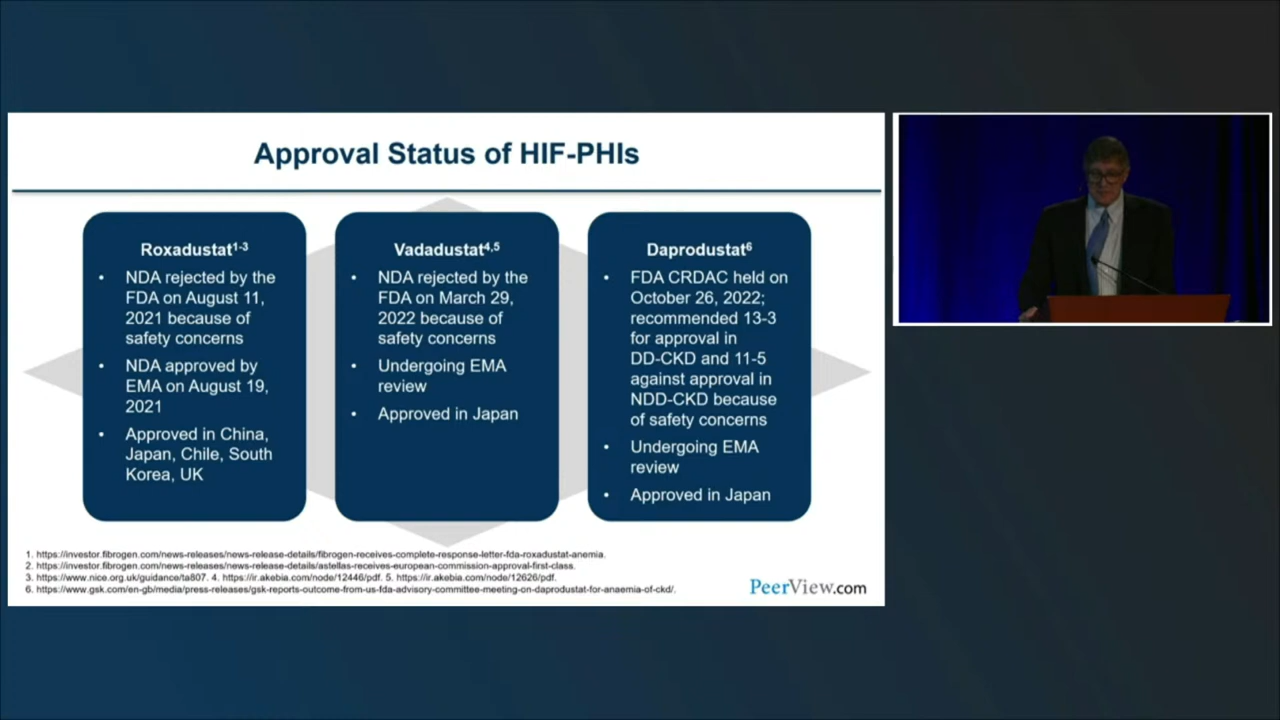 Approval Status of HIF-PHIs
Roxadustat1-3
• NDA rejected by the
FDA on August 11,
2021 because of
safety concerns
• NDA approved by
EMA on August 19,
2021
• Approved in China,
Japan, Chile, South
Korea, UK
Vadadustat4,5
• NDA rejected by the
FDA on March 29,
2022 because of
safety concerns
• Undergoing EMA
review
• Approved in Japan
Daprodustat6
• FDA CRDAC held on
October 26, 2022;
recommended 13-3
for approval in
DD-CKD and 11-5
against approval in
NDD-CKD because
of safety concerns
• Undergoing EMA
review
• Approved in Japan
1. https://investor.fibrogen.com/news-releases/news-release-details/fibrogen-receives-complete-response-letter-fda-roxadustat-anemia.
2. https://investor.fibrogen.com/news-releases/news-release-details/astellas-receives-european-commission-approval-first-class.
3. https://www.nice.org.uk/guidance/ta807. 4. https://ir.akebia.com/node/12446/pdf. 5. https://ir.akebia.com/node/12626/pdf.
6. https://www.gsk.com/en-gb/media/press-releases/gsk-reports-outcome-from-us-fda-advisory-committee-meeting-on-daprodustat-for-anaemia-of-ckd/.
PeerView.com